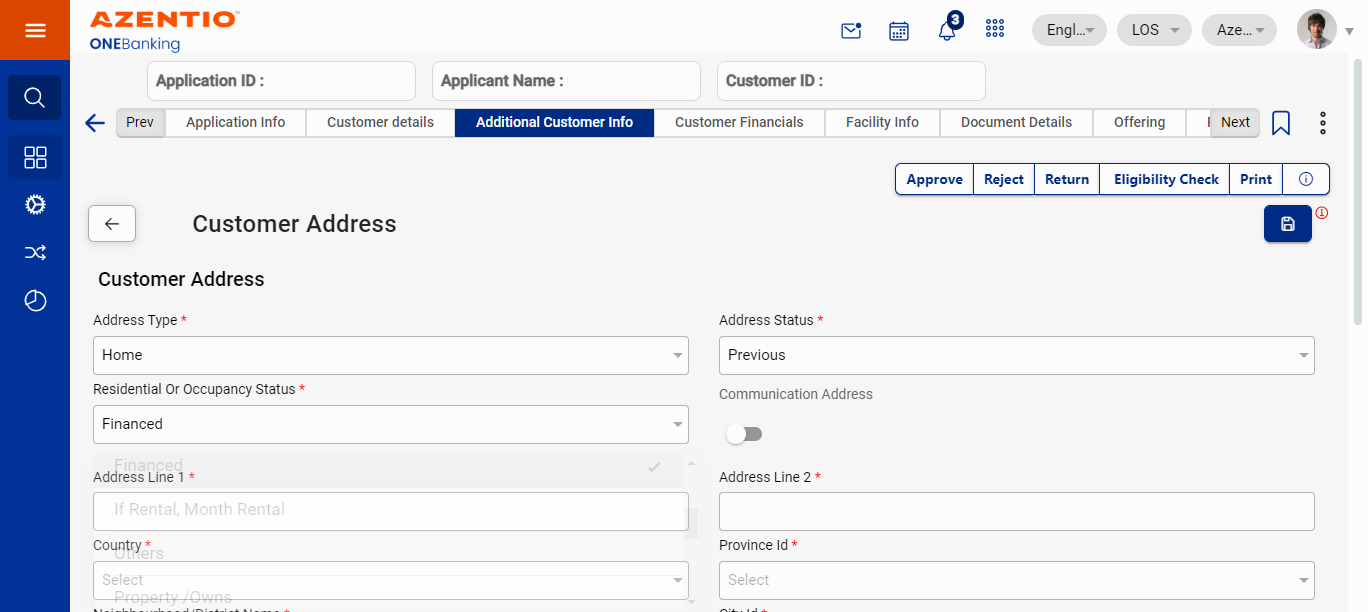 AZENTIO™
ONEBanking
3
Engl...
LOS
Aze...
Application ID :
Applicant Name :
Customer ID :
Prev
Application Info
Customer details
Additional Customer Info
Customer Financials
Facility Info
Document Details
Offering
Next
Approve
Reject
Return
Eligibility Check
Print
Customer Address
Customer Address
Address Type *
Address Status *
Home
Previous
Residential Or Occupancy Status *
Communication Address
Financed
Financed
Address Line 1 *
Address Line 2 *
If Rental, Month Rental
Country *
Province Id *
Others
Select
Select
Property /Owns
Neighbourhood/District Name *
City Id *